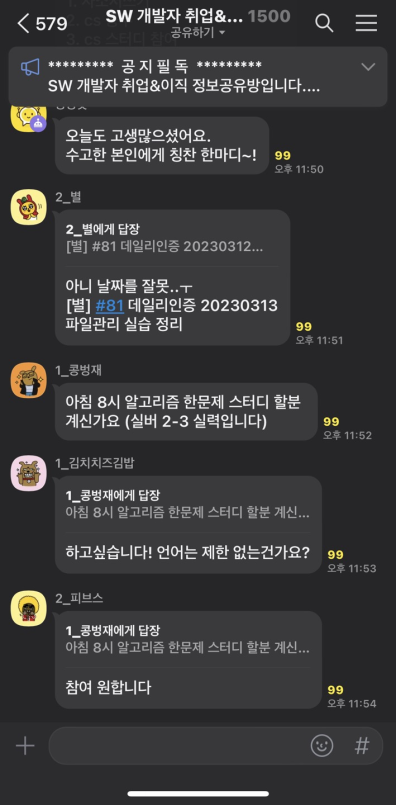 3. cs 스터디 참여
579
SW 개발자 취업&... 1500
공유하기
********* 공 지 필 독 *********
SW 개발자 취업&이직 정보공유방입니다....
오늘도 고생많으셨어요.
수고한 본인에게 칭찬 한마디~!
99
오후 11:50
2_별
2_별에게 답장
[별] #81 데일리인증 20230312...
아니 날짜를 잘못..ㅜ
[별] #81 데일리인증 20230313
파일관리 실습 정리
99
오후 11:51
1_콩벙재
아침 8시 알고리즘 한문제 스터디 할분
계신가요 (실버 2-3 실력입니다)
99
오후 11:52
1_김치치즈김밥
1_콩벙재에게 답장
아침 8시 알고리즘 한문제 스터디 할분 계신...
하고싶습니다! 언어는 제한 없는건가요?
99
오후 11:53
2_피브스
1_콩벙재에게 답장
아침 8시 알고리즘 한문제 스터디 할분 계신...
참여 원합니다
99
오후 11:54
#